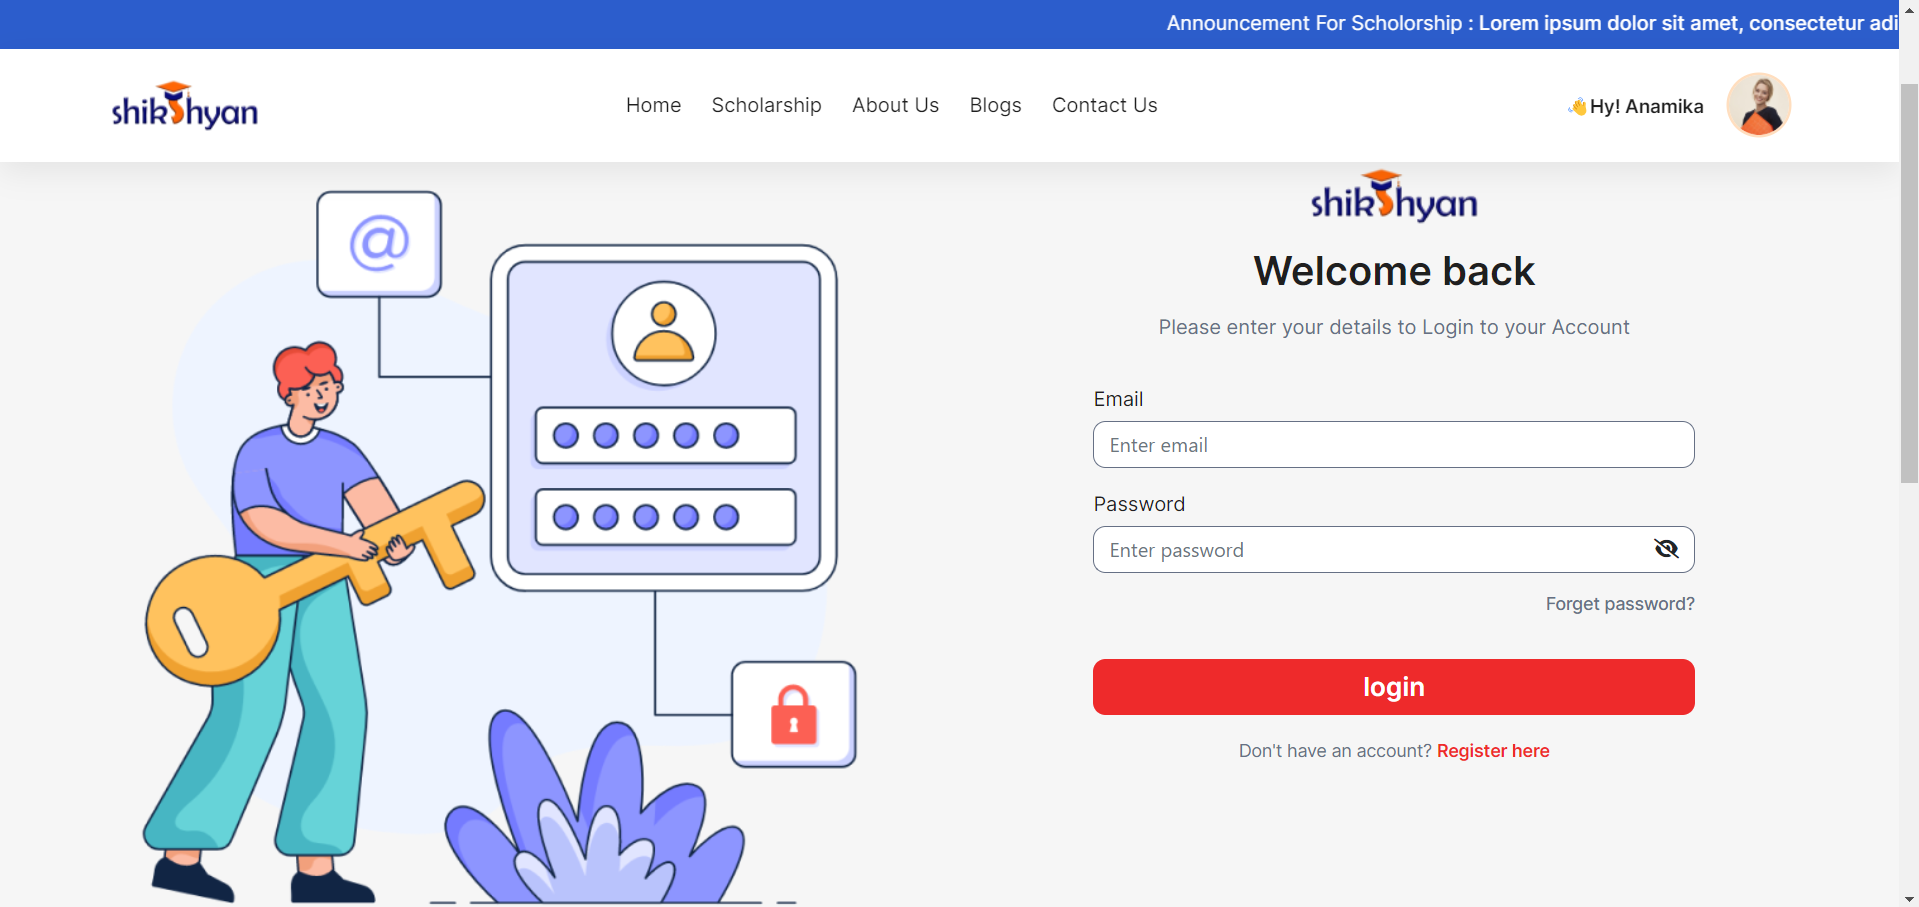 Announcement For Scholorship : Lorem ipsum dolor sit amet, consectetur adi
shikshyan
Home Scholarship About Us Blogs Contact Us
👋Hy! Anamika
shikshyan
Welcome back
Please enter your details to Login to your Account
Email
Enter email
Password
Enter password
Forget password?
login
Don't have an account? Register here
@